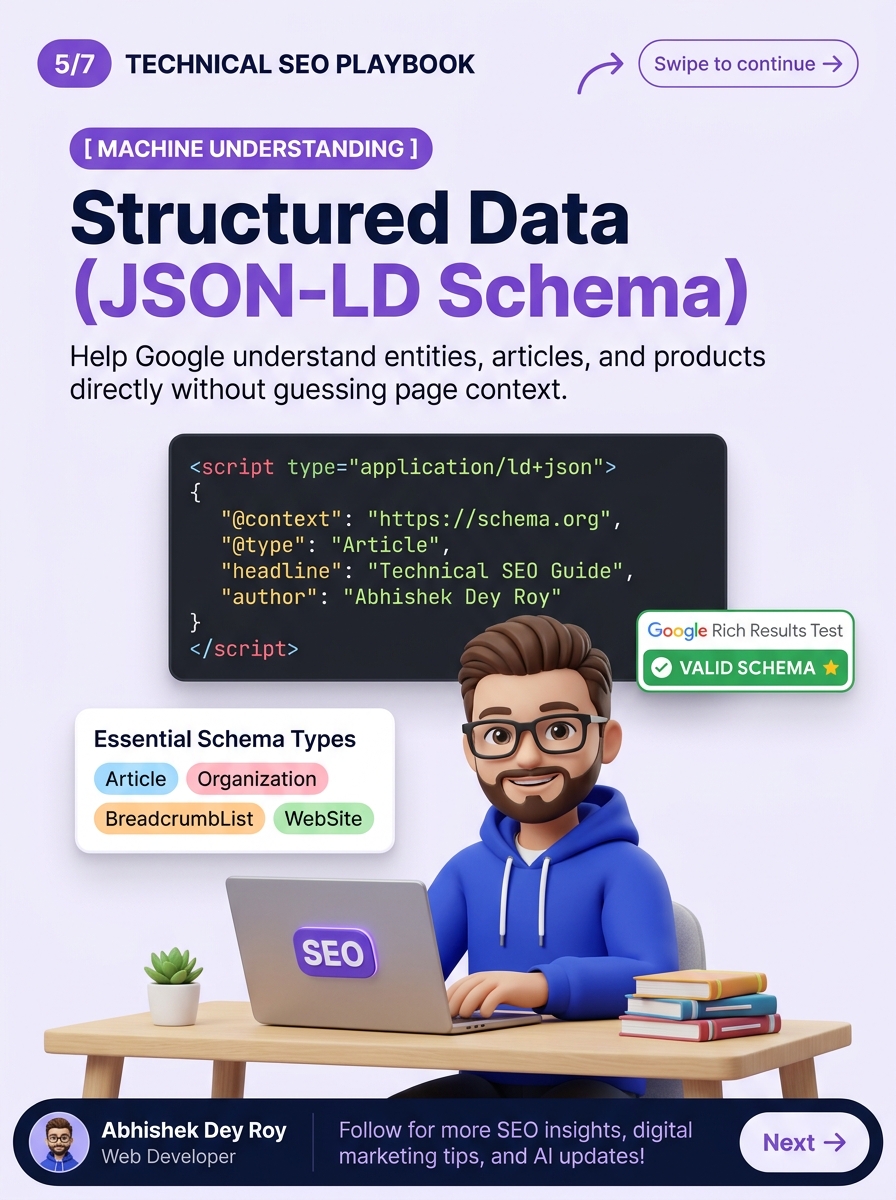 5/7 TECHNICAL SEO PLAYBOOK
Swipe to continue →
[ MACHINE UNDERSTANDING ]
Structured Data
(JSON-LD Schema)
Help Google understand entities, articles, and products
directly without guessing page context.
<script type="application/ld+json">
{
"@context": "https://schema.org",
"@type": "Article",
"headline": "Technical SEO Guide",
"author": "Abhishek Dey Roy"
}
</script>
Google Rich Results Test
VALID SCHEMA
Essential Schema Types
Article Organization
BreadcrumbList WebSite
SEO
Abhishek Dey Roy
Web Developer
Follow for more SEO insights, digital
marketing tips, and AI updates!
Next →